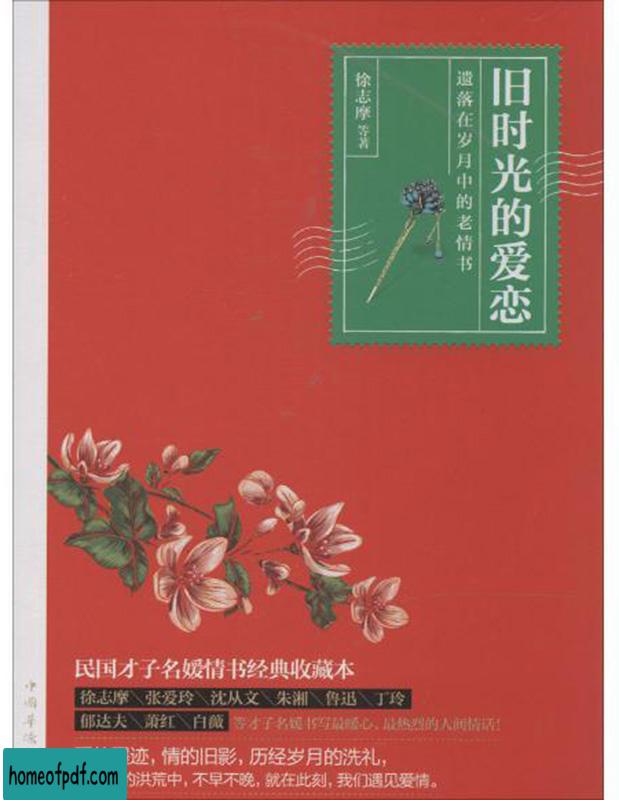 旧时光的爱恋
遗落在岁月中的老情书
徐志摩 等著
民国才子名媛情书经典收藏本
徐志摩╲张爱玲╲沈从文╲朱湘╲鲁迅╲丁玲
郁达夫╲萧红╲白薇 等才子名媛书写最暖心、最热烈的人间情话!
迹，情的旧影，历经岁月的洗礼，
的洪荒中，不早不晚，就在此刻，我们遇见爱情。
中国华侨
homeofpdf.com